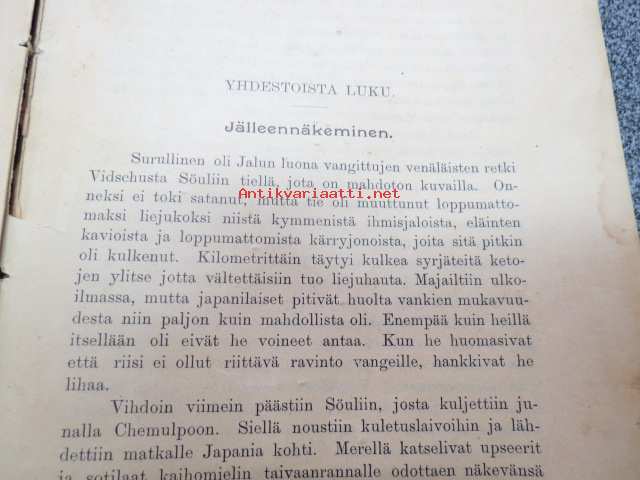 YHDESTOISTA LUKU.
Jälleennäkeminen.
Surullinen oli Jalun luona vangittujen venäläisten retki
Vidschusta Söuliin tiellä, jota on mahdoton kuvailla. On-
Antikvariaatti.net
neksi ei toki satanut, mutta tie oli muuttunut loppumatto-
maksi liejukoksi niistä kymmenistä ihmisjaloista, eläinten
kavioista ja loppumattomista kärryjonoista, joita sitä pitkin
oli kulkenut. Kilometrittäin täytyi kulkea syrjäteitä keto-
jen ylitse jotta vältettäisiin tuo liejuhauta. Majailtiin ulko-
ilmassa, mutta japanilaiset pitivät huolta vankien mukavuu-
desta niin paljon kuin mahdollista oli. Enempää kuin heillä
itsellään oli eivät he voineet antaa. Kun he huomasivat
että riisi ei ollut riittävä ravinto vangeille, hankkivat he
lihaa.
Vihdoin viimein päästiin Söuliin, josta kuljettiin ju-
nalla Chemulpoon. Siellä noustiin kuletuslaivoihin ja läh-
dettiin matkalle Japania kohti. Merellä katselivat upseerit
ja sotilaat kaihomielin taivaanrannalle odottaen näkevänsä